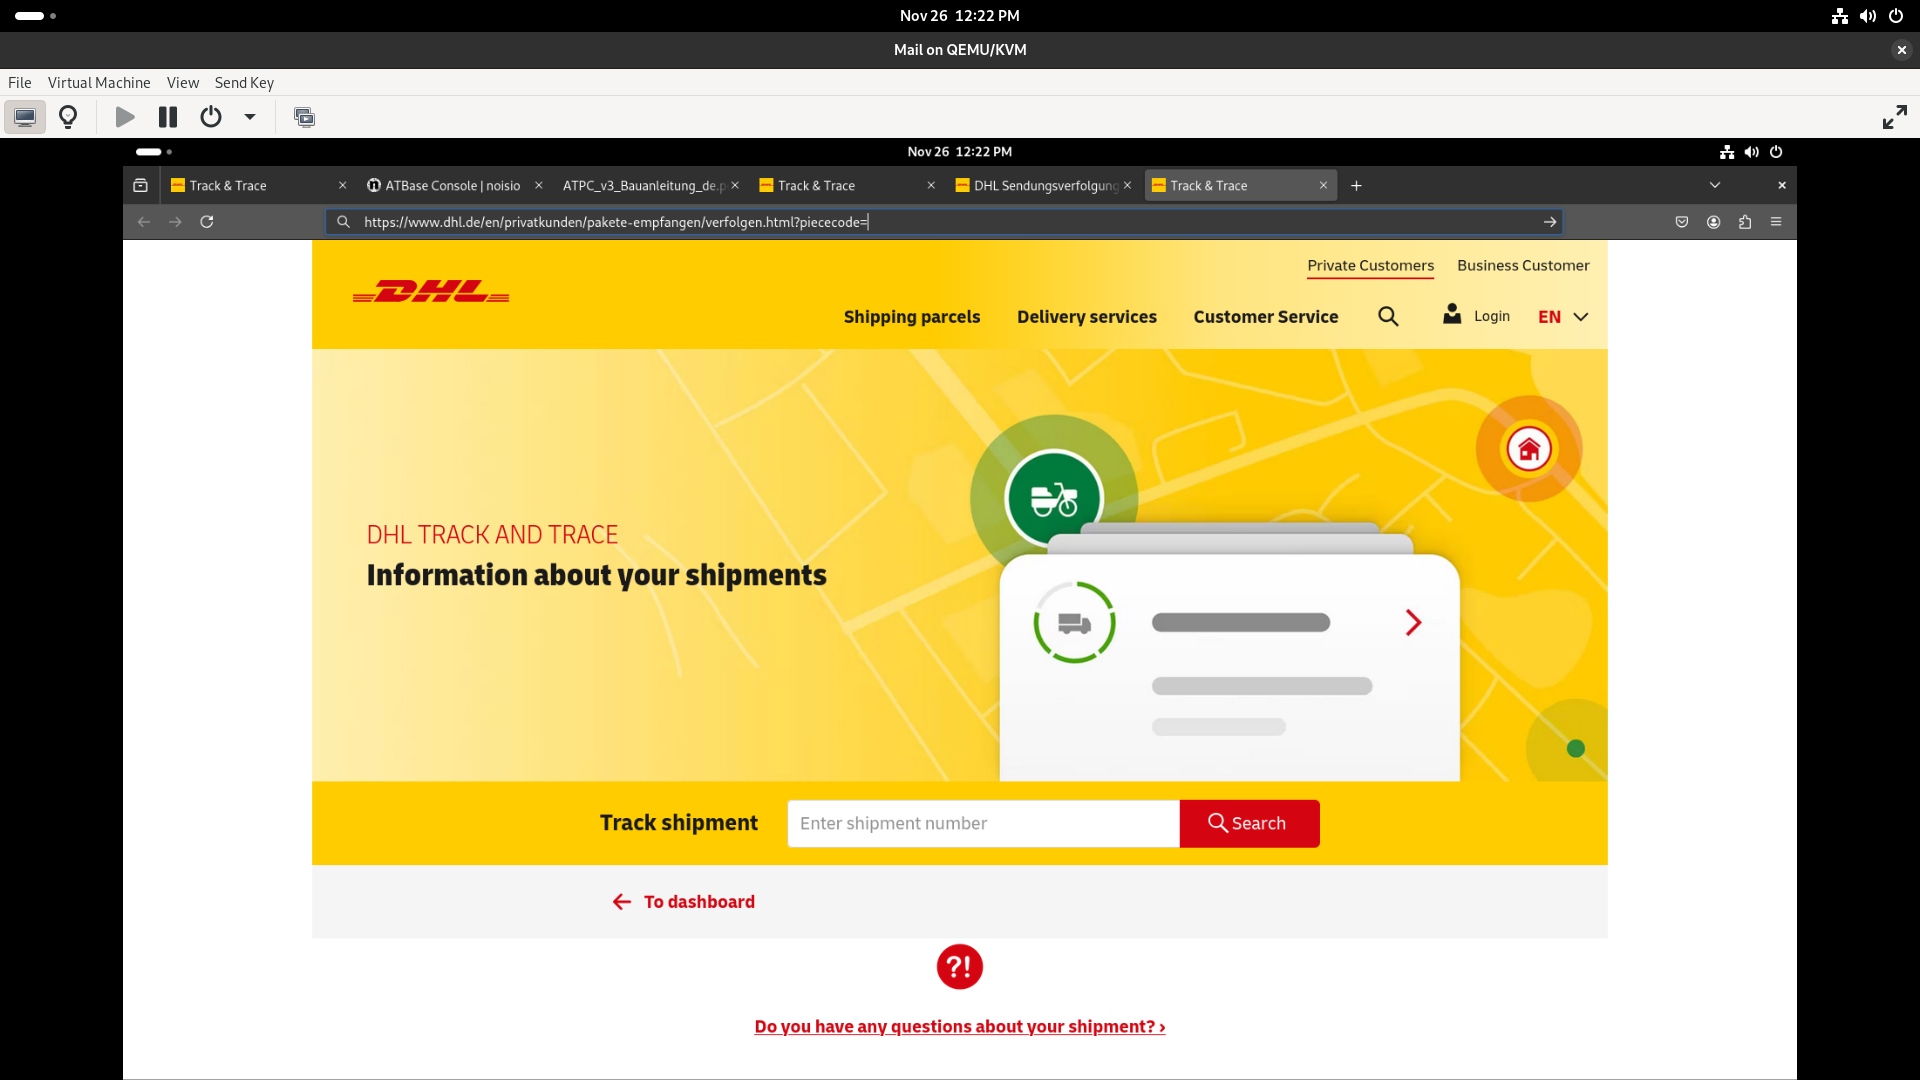 Nov 26 12:22 PM
Mail on QEMU/KVM
File Virtual Machine View Send Key
Nov 26 12:22 PM
Track & Trace
ATBase Console | noisio
ATPC_v3_Bauanleitung_de.p
Track & Trace
DHL Sendungsverfolgung
Track & Trace
https://www.dhl.de/en/privatkunden/pakete-empfangen/verfolgen.html?piececode=
Private Customers Business Customer
DHL
Shipping parcels Delivery services Customer Service Login EN
DHL TRACK AND TRACE
Information about your shipments
Track shipment Enter shipment number Search
To dashboard
?!
Do you have any questions about your shipment? ›